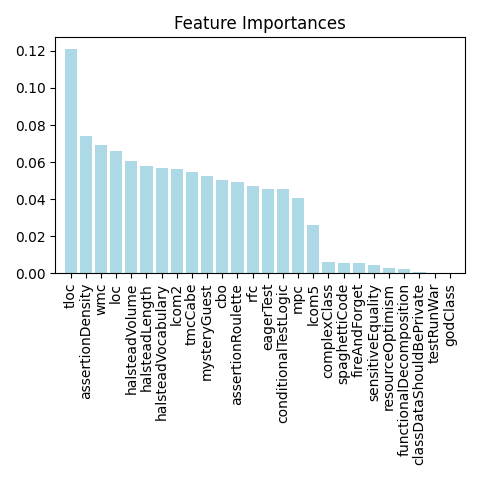 Feature Importances
0.12
0.10
0.08
0.06
0.04
0.02
0.00
tloc
assertionDensity
wmc
loc
halsteadVolume
halsteadLength
halsteadVocabulary
lcom2
tmcCabe
mysteryGuest
cbo
assertionRoulette
rfc
eagerTest
conditionalTestLogic
mpc
lcom5
complexClass
spaghettiCode
fireAndForget
sensitiveEquality
resourceOptimism
functionalDecomposition
classDataShouldBePrivate
testRunWar
godClass